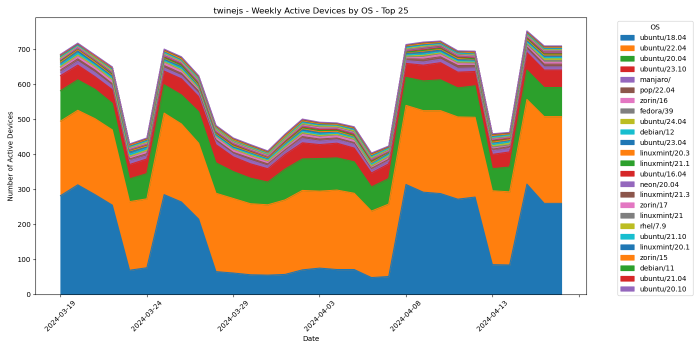 twinejs - Weekly Active Devices by OS - Top 25
OS
ubuntu/18.04
ubuntu/22.04
ubuntu/20.04
ubuntu/23.10
manjaro/
pop/22.04
zorin/16
fedora/39
ubuntu/24.04
debian/12
ubuntu/23.04
linuxmint/20.3
linuxmint/21.1
ubuntu/16.04
neon/20.04
linuxmint/21.3
zorin/17
linuxmint/21
rhel/7.9
ubuntu/21.10
linuxmint/20.1
zorin/15
debian/11
ubuntu/21.04
ubuntu/20.10
Number of Active Devices
700
600
500
400
300
200
100
0
2024-03-19
2024-03-24
2024-03-29
2024-04-03
2024-04-08
2024-04-13
Date